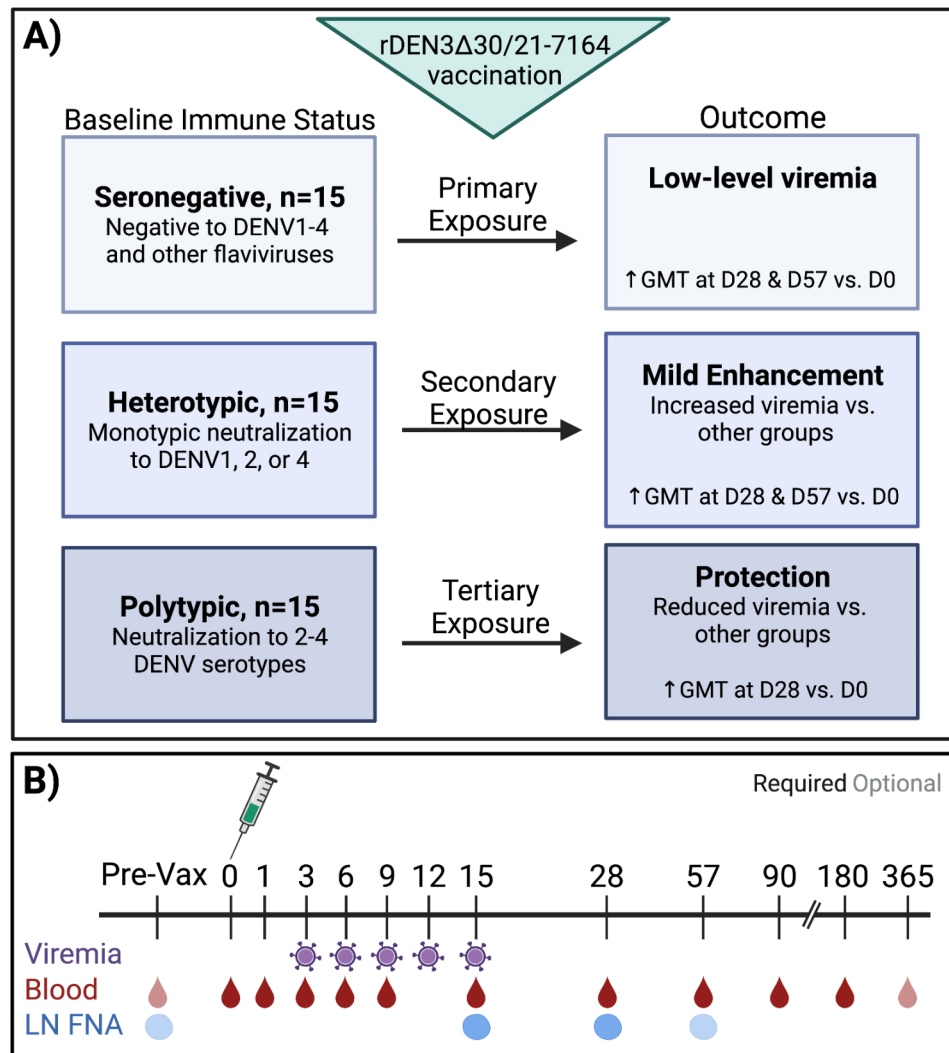 A)
rDEN3Δ30/21-7164
vaccination
Baseline Immune Status
Outcome
Seronegative, n=15
Negative to DENV1-4
and other flaviviruses
Primary
Exposure
Low-level viremia
↑GMT at D28 & D57 vs. D0
Heterotypic, n=15
Monotypic neutralization
to DENV1, 2, or 4
Secondary
Exposure
Mild Enhancement
Increased viremia vs.
other groups
↑GMT at D28 & D57 vs. D0
Polytypic, n=15
Neutralization to 2-4
DENV serotypes
Tertiary
Exposure
Protection
Reduced viremia vs.
other groups
↑GMT at D28 vs. D0
B)
Required Optional
Pre-Vax 0 1 3 6 9 12 15 28 57 90 180 365
Viremia
Blood
LN FNA